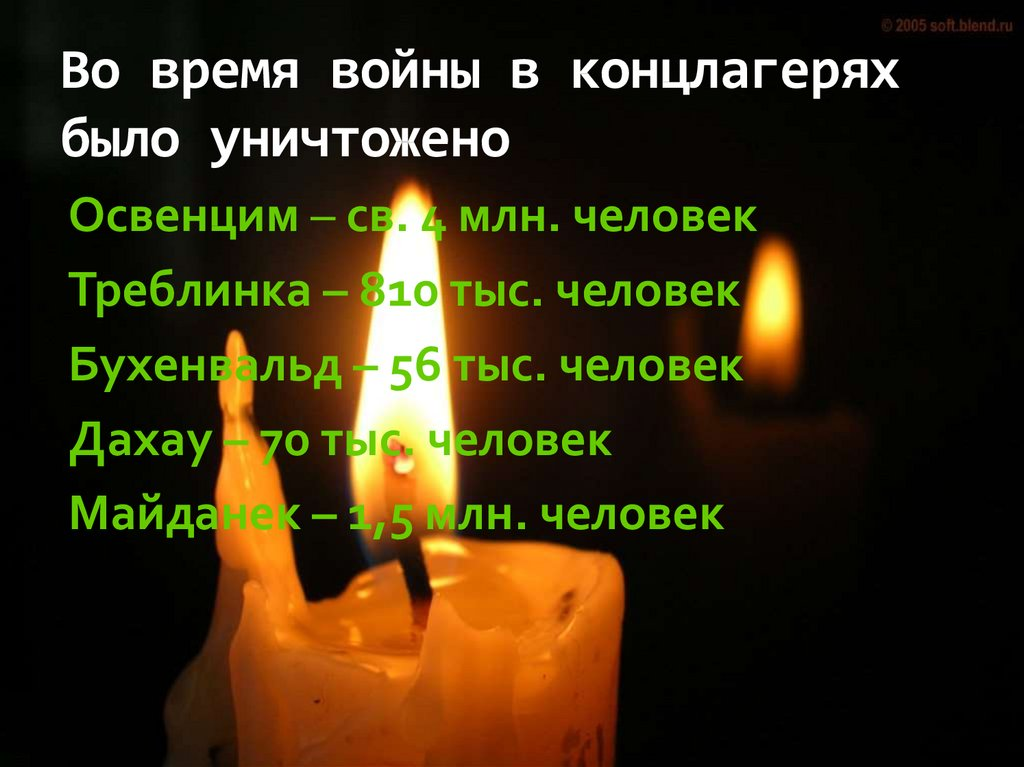 © 2005 soft.blend.ru
Во время войны в концлагерях
было уничтожено
Освенцим – св. 4 млн. человек
Треблинка – 810 тыс. человек
Бухенвальд – 56 тыс. человек
Дахау – 70 тыс. человек
Майданек – 1,5 млн. человек